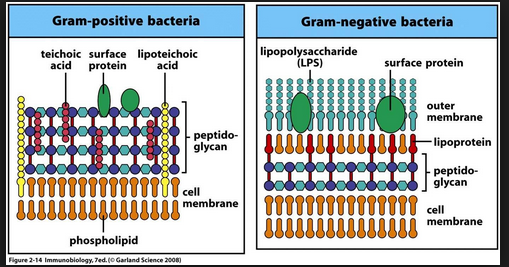 Gram-positive bacteria
teichoic
acid
surface
protein
lipoteichoic
acid
peptido-
glycan
cell
membrane
phospholipid
Gram-negative bacteria
lipopolysaccharide
(LPS)
surface protein
outer
membrane
lipoprotein
peptido-
glycan
cell
membrane
Figure 2-14 Immunobiology, 7ed. (© Garland Science 2008)